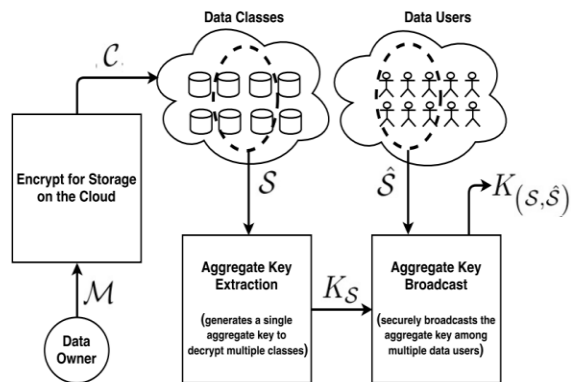 Data Classes
Data Users
C
Encrypt for Storage
on the Cloud
S
Ŝ
K(S,Ŝ)
Aggregate Key
Extraction
(generates a single
aggregate key to
decrypt multiple classes)
K_S
Aggregate Key
Broadcast
(securely broadcasts the
aggregate key among
multiple data users)
M
Data
Owner